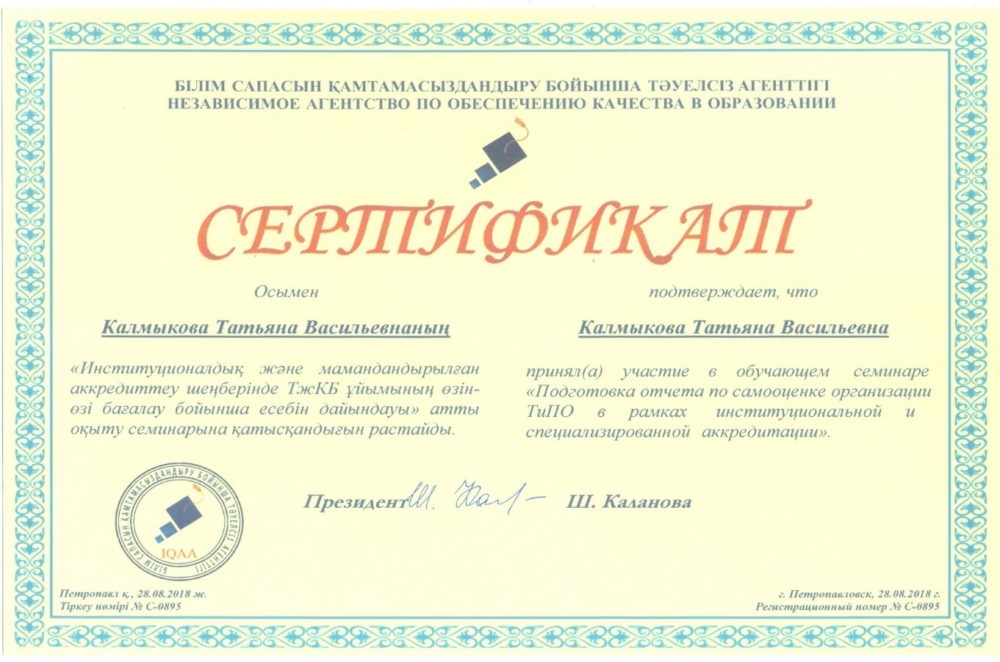 БІЛІМ САПАСЫН ҚАМТАМАСЫЗДАНДЫРУ БОЙЫНША ТӘУЕЛСІЗ АГЕНТТІГІ
НЕЗАВИСИМОЕ АГЕНТСТВО ПО ОБЕСПЕЧЕНИЮ КАЧЕСТВА В ОБРАЗОВАНИИ
СЕРТИФИКАТ
Осымен
Калмыкова Татьяна Васильевнаның
«Институционалдық және мамандандырылған
аккредиттеу шеңберінде ТжКБ ұйымының өзін-
өзі бағалау бойынша есебін дайындауы» атты
оқыту семинарына қатысқандығын растайды.
подтверждает, что
Калмыкова Татьяна Васильевна
принял(а) участие в обучающем семинаре
«Подготовка отчета по самооценке организации
ТиПО в рамках институциональной и
специализированной аккредитации».
БІЛІМ САПАСЫН ҚАМТАМАСЫЗДАНДЫРУ БОЙЫНША ТӘУЕЛСІЗ АГЕНТТІГІ
IQAA
Президент Ш. Каланова
Петропавл қ., 28.08.2018 ж.
Тіркеу нөмірі № С-0895
г. Петропавловск, 28.08.2018 г.
Регистрационный номер № С-0895